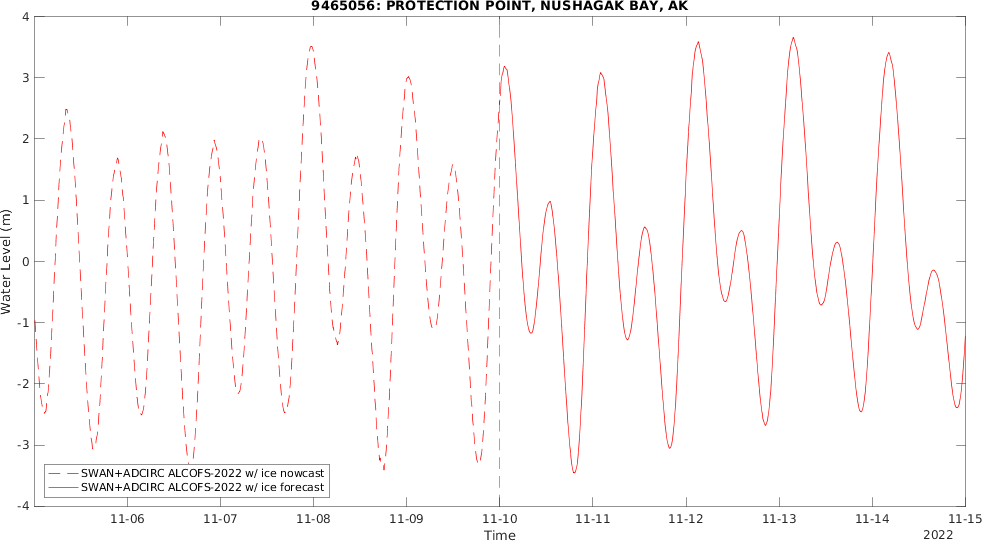 9465056: PROTECTION POINT, NUSHAGAK BAY, AK
4
3
2
1
0
-1
-2
-3
-4
Water Level (m)
SWAN+ADCIRC ALCOFS-2022 w/ ice nowcast
SWAN+ADCIRC ALCOFS-2022 w/ ice forecast
11-06 11-07 11-08 11-09 11-10 11-11 11-12 11-13 11-14 11-15
Time
2022